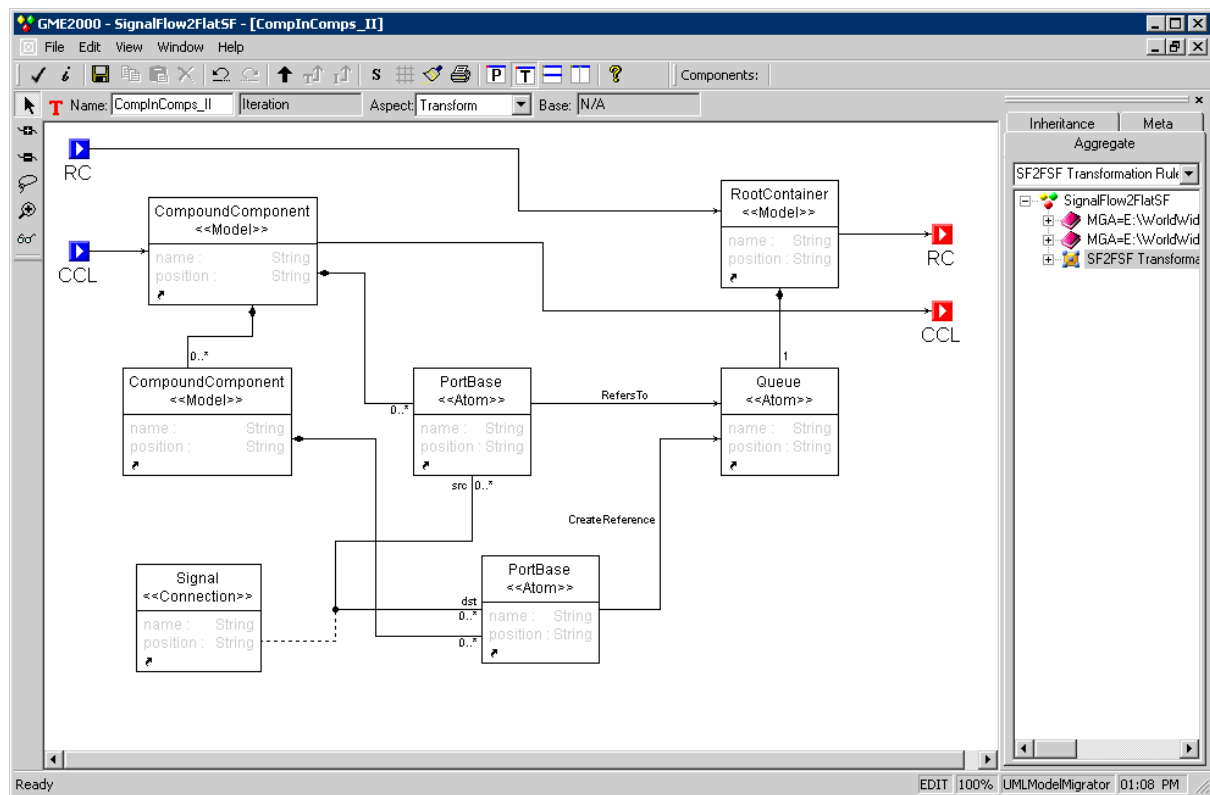 GME2000 - SignalFlow2FlatSF - [CompInComps_II]
File Edit View Window Help
Components:
Name: CompInComps_II Iteration Aspect: Transform Base: N/A
Inheritance Meta
Aggregate
SF2FSF Transformation Rule
SignalFlow2FlatSF
MGA=E:\WorldWid
MGA=E:\WorldWid
SF2FSF Transforma
RC
CCL
CompoundComponent
<<Model>>
name : String
position : String
RootContainer
<<Model>>
name : String
position : String
RC
CCL
0..*
1
CompoundComponent
<<Model>>
name : String
position : String
PortBase
<<Atom>>
name : String
position : String
0..*
RefersTo
Queue
<<Atom>>
name : String
position : String
src 0..*
CreateReference
Signal
<<Connection>>
name : String
position : String
PortBase
<<Atom>>
name : String
position : String
dst
0..*
0..*
Ready
EDIT 100% UMLModelMigrator 01:08 PM